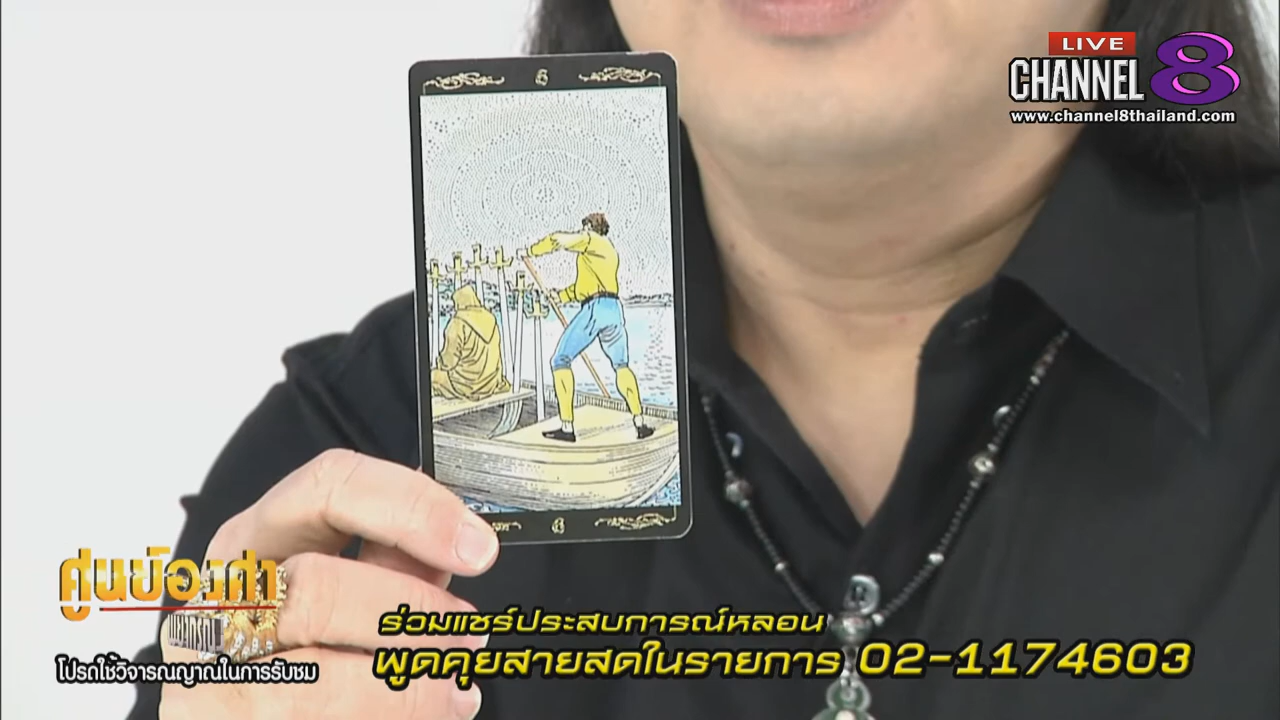 LIVE
CHANNEL 8
www.channel8thailand.com
6
ศูนย์องศา
โปรดใช้วิจารณญาณในการรับชม
ร่วมแชร์ประสบการณ์หลอน
พูดคุยสายสดในรายการ 02-1174603